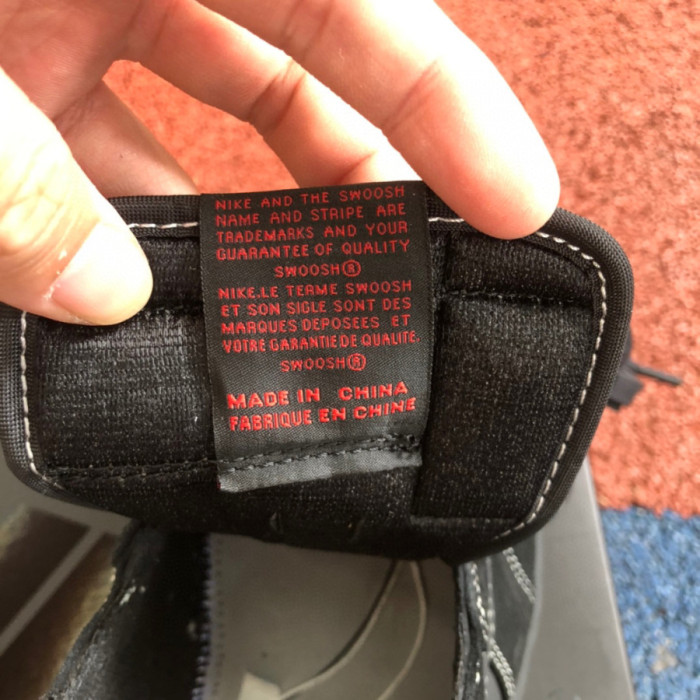 NIKE AND THE SWOOSH
NAME AND STRIPE ARE
TRADEMARKS AND YOUR
GUARANTEE OF QUALITY
SWOOSH®
NIKE,LE TERME SWOOSH
ET SON SIGLE SONT DES
MARQUES DEPOSEES ET
VOTRE GARANTIE DE QUALITE.
SWOOSH®
MADE IN CHINA
FABRIQUE EN CHINE